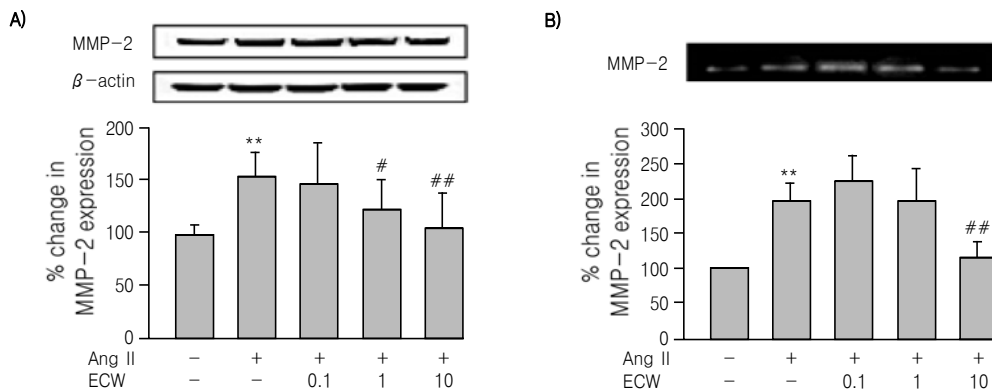 A)
MMP-2
β-actin
200
150
100
50
0
% change in
MMP-2 expression
**
#
##
Ang II − + + + +
ECW − − 0.1 1 10
B)
MMP-2
300
250
200
150
100
50
0
% change in
MMP-2 expression
**
##
Ang II − + + + +
ECW − − 0.1 1 10